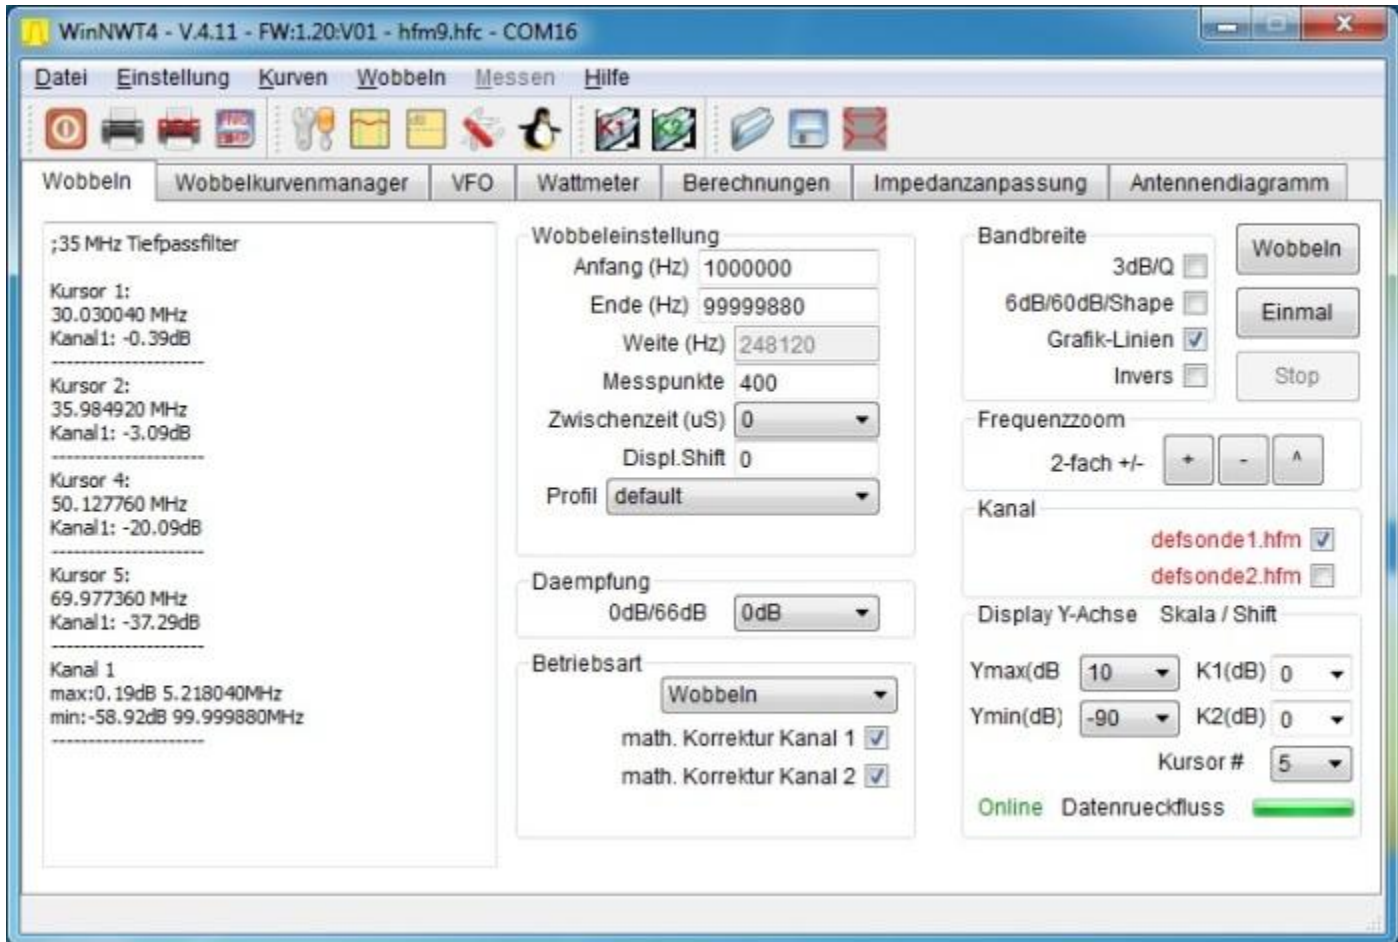 WinNWT4 - V.4.11 - FW:1.20:V01 - hfm9.hfc - COM16
Datei Einstellung Kurven Wobbeln Messen Hilfe
K1 K2
Wobbeln Wobbelkurvenmanager VFO Wattmeter Berechnungen Impedanzanpassung Antennendiagramm
;35 MHz Tiefpassfilter
Kursor 1:
30.030040 MHz
Kanal1: -0.39dB
----------------------
Kursor 2:
35.984920 MHz
Kanal1: -3.09dB
----------------------
Kursor 4:
50.127760 MHz
Kanal1: -20.09dB
----------------------
Kursor 5:
69.977360 MHz
Kanal1: -37.29dB
----------------------
Kanal 1
max:0.19dB 5.218040MHz
min:-58.92dB 99.999880MHz
----------------------
Wobbeleinstellung
Anfang (Hz) 1000000
Ende (Hz) 99999880
Weite (Hz) 248120
Messpunkte 400
Zwischenzeit (uS) 0
Displ.Shift 0
Profil default
Daempfung
0dB/66dB 0dB
Betriebsart
Wobbeln
math. Korrektur Kanal 1
math. Korrektur Kanal 2
Bandbreite
3dB/Q
6dB/60dB/Shape
Grafik-Linien
Invers
Wobbeln
Einmal
Stop
Frequenzzoom
2-fach +/- + - ^
Kanal
defsonde1.hfm
defsonde2.hfm
Display Y-Achse Skala / Shift
Ymax(dB 10 K1(dB) 0
Ymin(dB) -90 K2(dB) 0
Kursor # 5
Online Datenrueckfluss